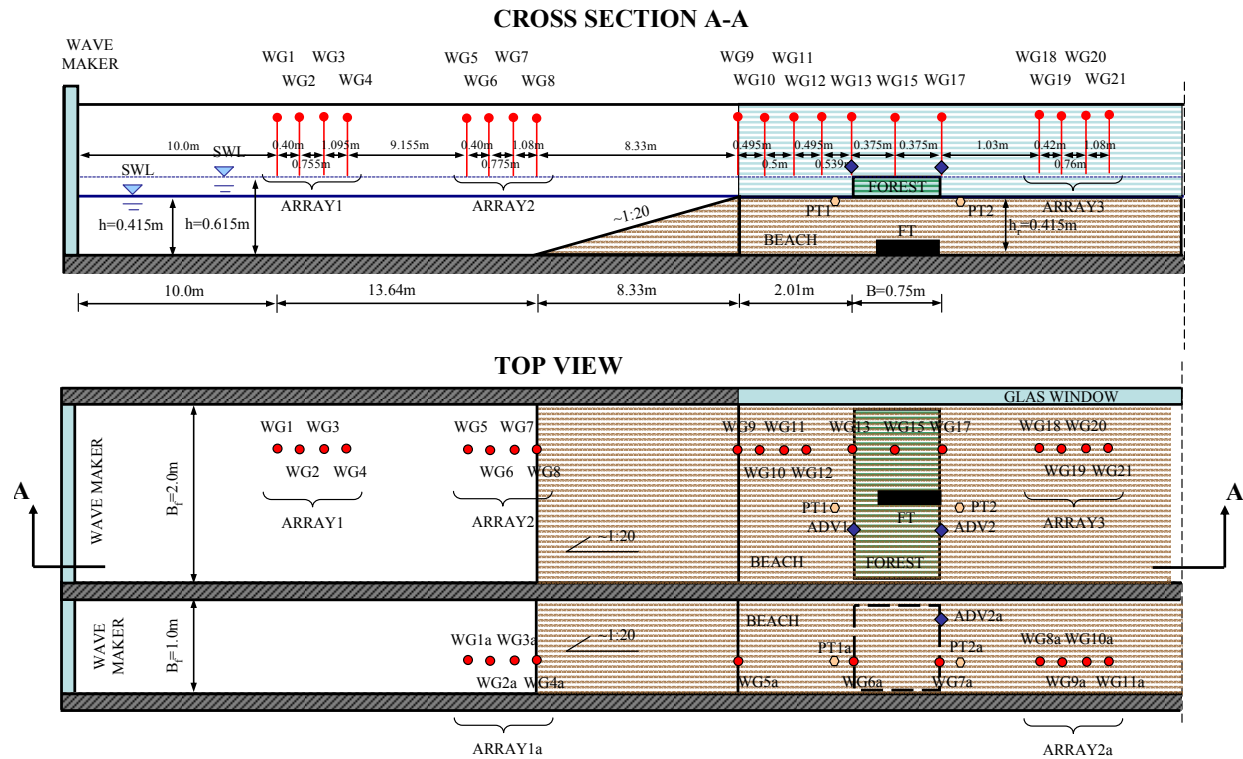 CROSS SECTION A-A
WAVE
MAKER
WG1 WG3
WG2 WG4
WG5 WG7
WG6 WG8
WG9 WG11
WG10 WG12 WG13 WG15 WG17
WG18 WG20
WG19 WG21
10.0m
0.40m 1.095m
0.755m
9.155m
0.40m 1.08m
0.775m
8.33m
0.495m 0.495m 0.375m 0.375m
0.5m 0.539m
1.03m
0.42m 1.08m
0.76m
SWL
SWL
ARRAY1
ARRAY2
ARRAY3
FOREST
PT1
PT2
h=0.415m
h=0.615m
~1:20
BEACH
FT
hr=0.415m
10.0m
13.64m
8.33m
2.01m
B=0.75m
TOP VIEW
GLAS WINDOW
WAVE MAKER
Bf=2.0m
WG1 WG3
WG2 WG4
ARRAY1
WG5 WG7
WG6 WG8
ARRAY2
WG9 WG11 WG13 WG15 WG17
WG10 WG12
WG18 WG20
WG19 WG21
ARRAY3
PT1
PT2
FT
ADV1
ADV2
~1:20
BEACH
FOREST
A
A
WAVE
MAKER
Bf=1.0m
WG1a WG3a
WG2a WG4a
~1:20
BEACH
ADV2a
PT1a
PT2a
WG5a
WG6a
WG7a
WG8a WG10a
WG9a WG11a
ARRAY1a
ARRAY2a